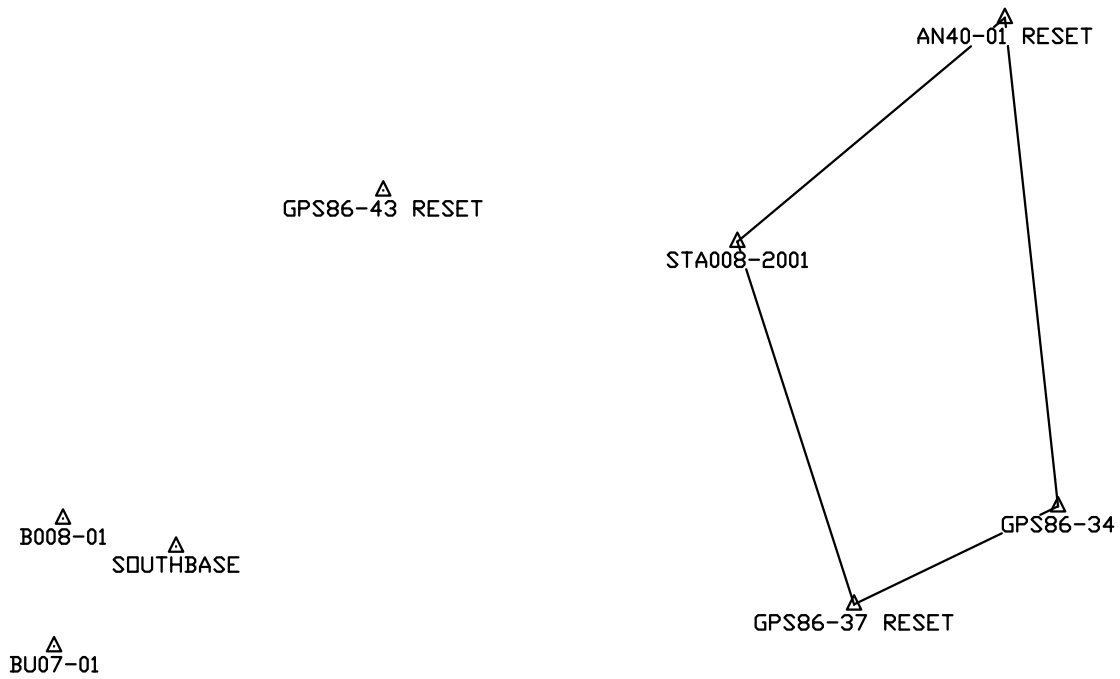 AN40-01 RESET
GPS86-43 RESET
STA008-2001
GPS86-34
B008-01
SOUTHBASE
GPS86-37 RESET
BU07-01